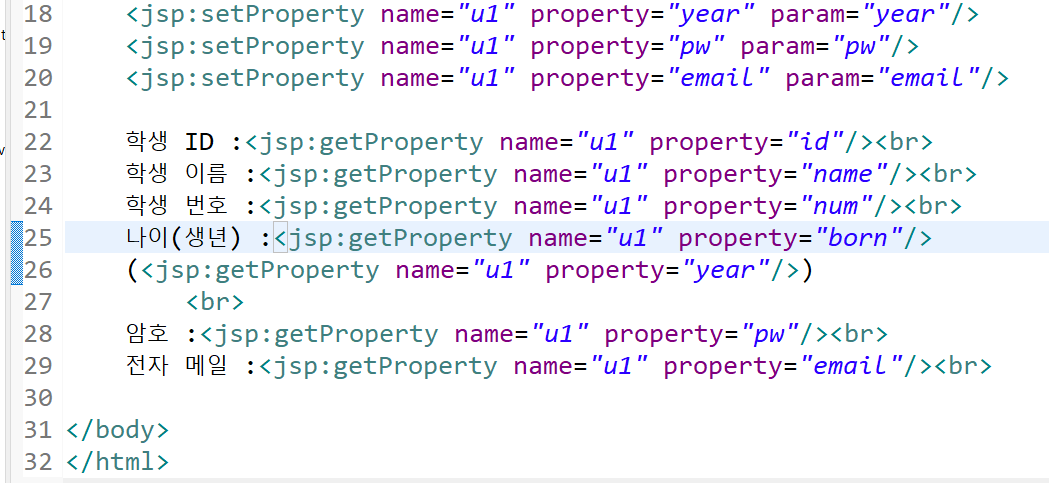 18 <jsp:setProperty name="u1" property="year" param="year"/>
19 <jsp:setProperty name="u1" property="pw" param="pw"/>
20 <jsp:setProperty name="u1" property="email" param="email"/>
21
22 학생 ID :<jsp:getProperty name="u1" property="id"/><br>
23 학생 이름 :<jsp:getProperty name="u1" property="name"/><br>
24 학생 번호 :<jsp:getProperty name="u1" property="num"/><br>
25 나이(생년) :<jsp:getProperty name="u1" property="born"/>
26 (<jsp:getProperty name="u1" property="year"/>)
27 <br>
28 암호 :<jsp:getProperty name="u1" property="pw"/><br>
29 전자 메일 :<jsp:getProperty name="u1" property="email"/><br>
30
31 </body>
32 </html>